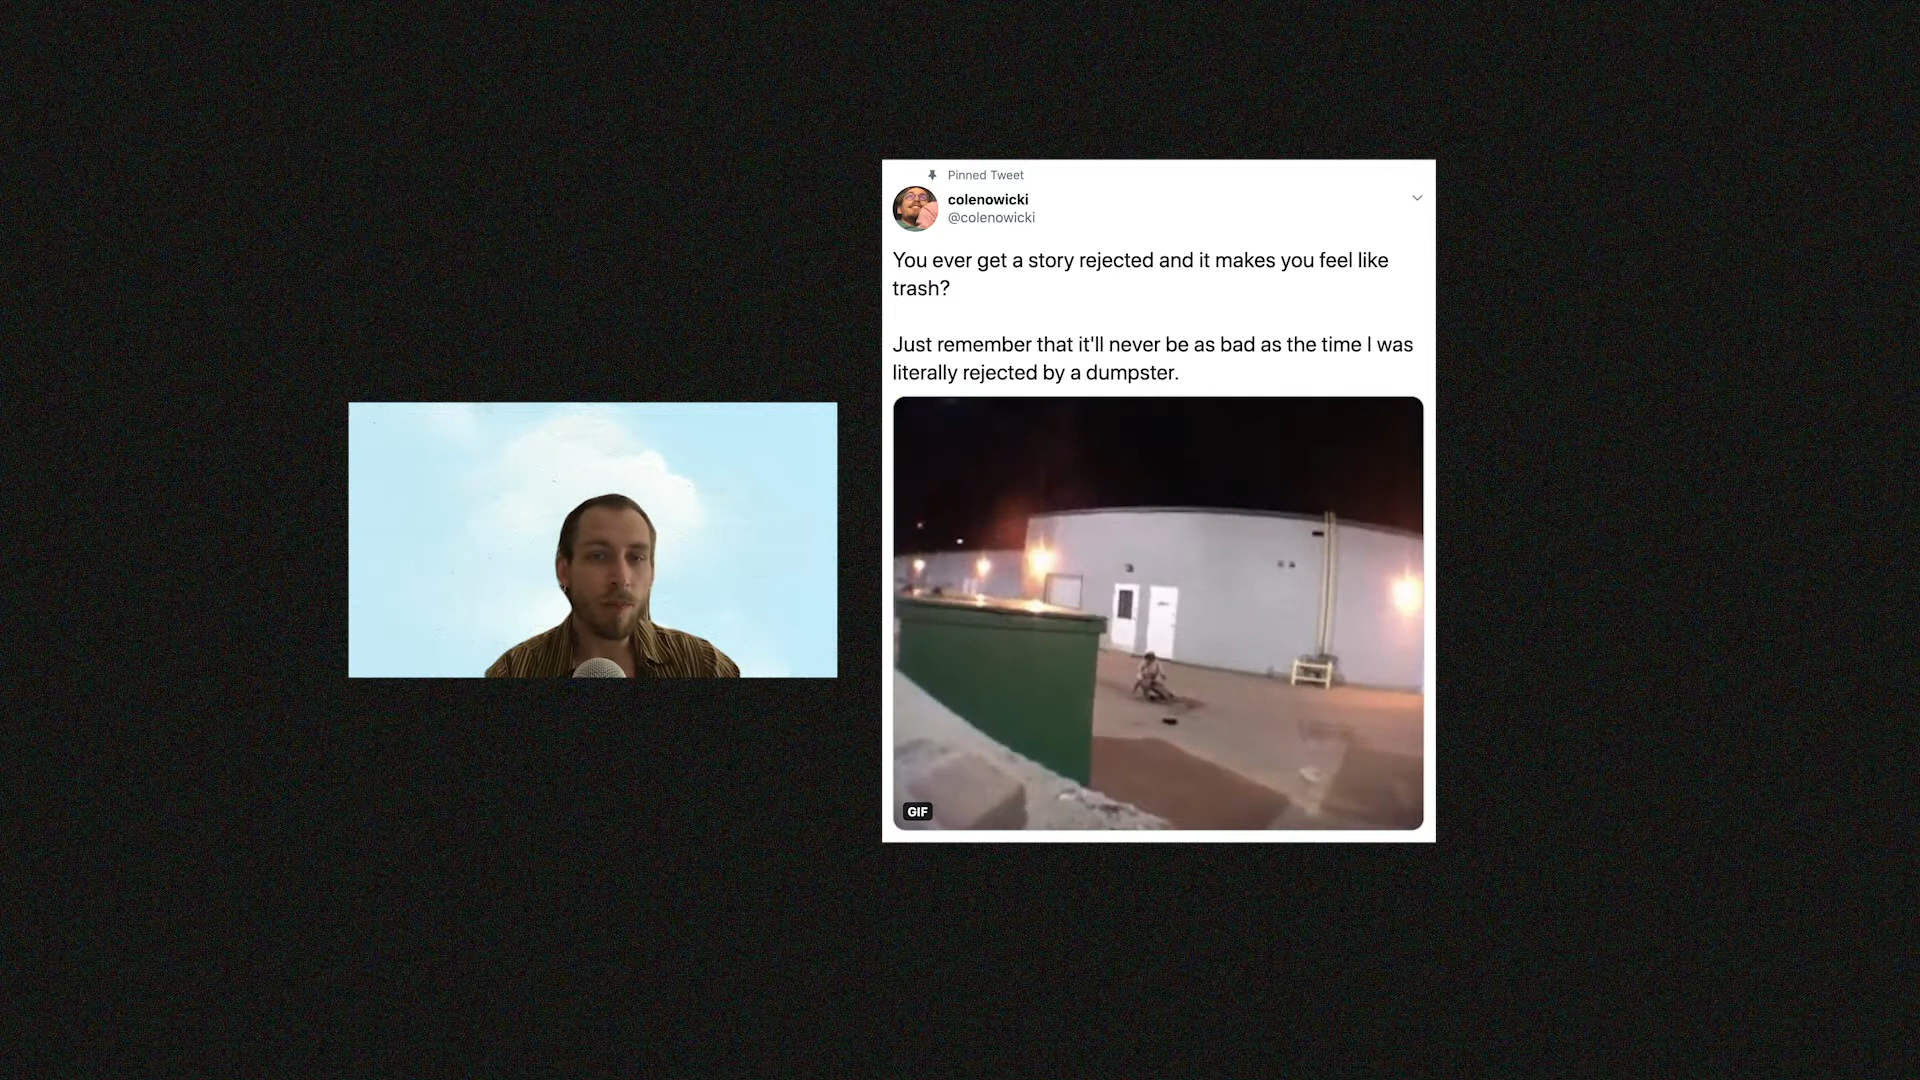 Pinned Tweet
colenowicki
@colenowicki
You ever get a story rejected and it makes you feel like
trash?
Just remember that it'll never be as bad as the time I was
literally rejected by a dumpster.
GIF